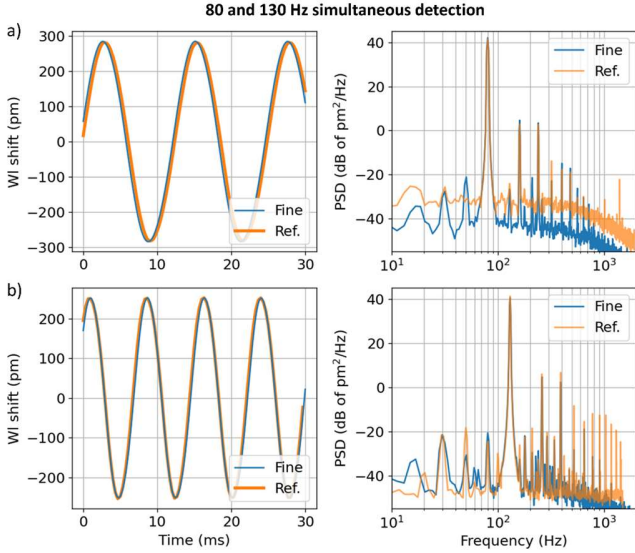 80 and 130 Hz simultaneous detection
a)
300
200
100
0
−100
−200
−300
WI shift (pm)
0
10
20
30
Fine
Ref.
40
20
0
−20
−40
PSD (dB of pm²/Hz)
10¹
10²
10³
Fine
Ref.
b)
200
100
0
−100
−200
WI shift (pm)
0
10
20
30
Time (ms)
Fine
Ref.
40
20
0
−20
−40
PSD (dB of pm²/Hz)
10¹
10²
10³
Frequency (Hz)
Fine
Ref.